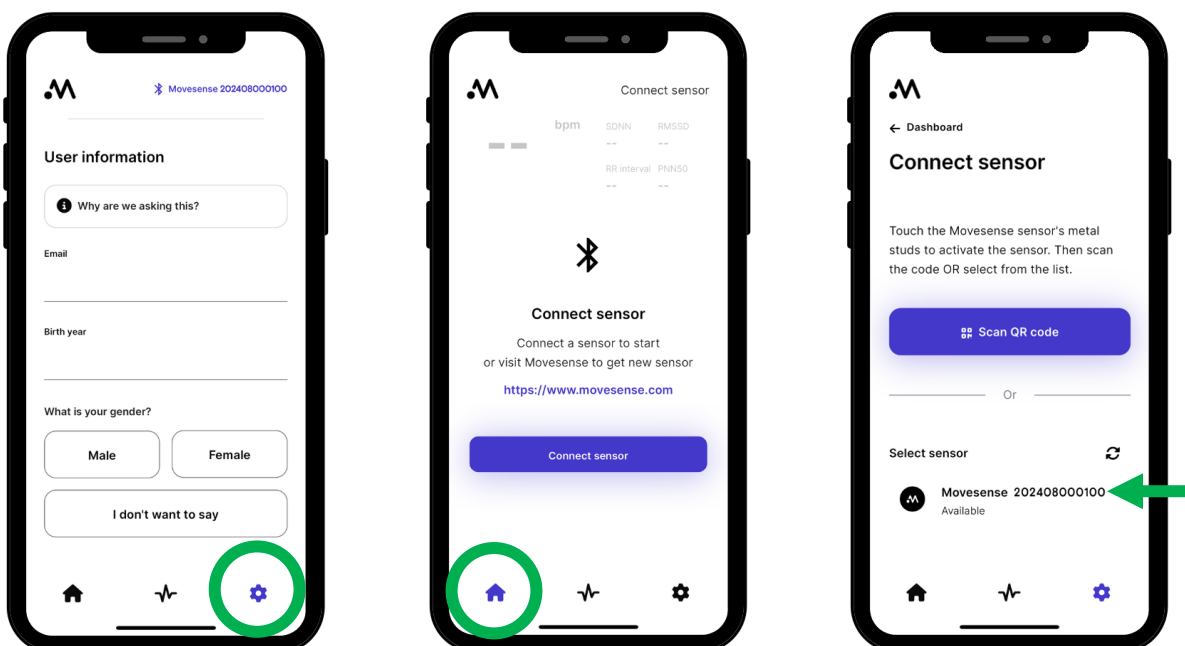 Movesense 202408000100
User information
Why are we asking this?
Email
Birth year
What is your gender?
Male
Female
I don't want to say
Connect sensor
bpm
SDNN
RMSSD
-- --
--
--
RR interval
PNN50
--
--
Connect sensor
Connect a sensor to start
or visit Movesense to get new sensor
https://www.movesense.com
Connect sensor
← Dashboard
Connect sensor
Touch the Movesense sensor's metal
studs to activate the sensor. Then scan
the code OR select from the list.
Scan QR code
Or
Select sensor
Movesense 202408000100
Available